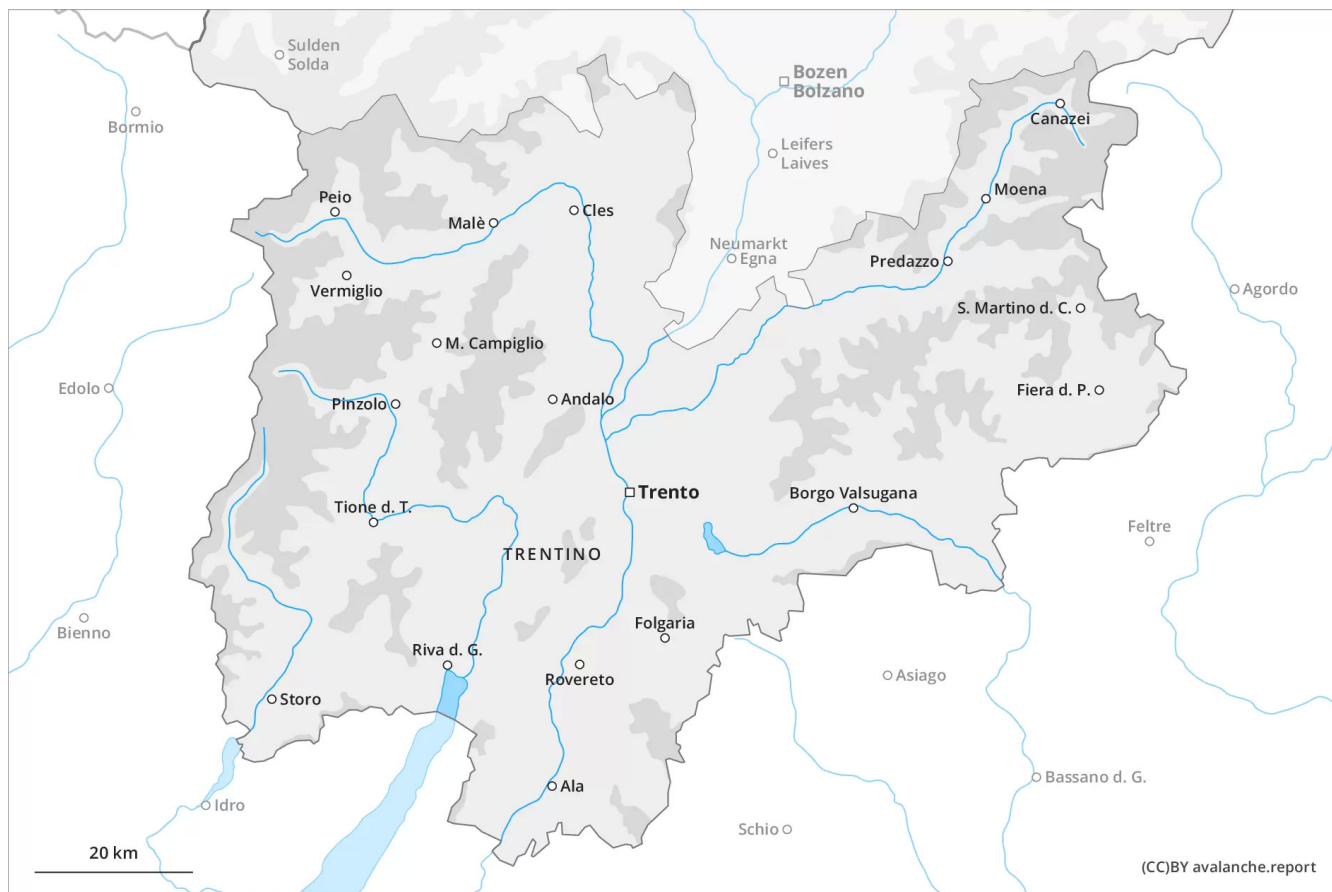 Sulden
Solda
Bozen
Bolzano
Bormio
Canazei
Leifers
Laives
Peio
Moena
Malè
Cles
Neumarkt
Egna
Predazzo
Vermiglio
Agordo
S. Martino d. C.
M. Campiglio
Edolo
Fiera d. P.
Pinzolo
Andalo
Trento
Borgo Valsugana
Tione d. T.
Feltre
TRENTINO
Bienno
Folgaria
Riva d. G.
Rovereto
Asiago
Storo
Bassano d. G.
Ala
Idro
Schio
20 km
(CC)BY avalanche.report